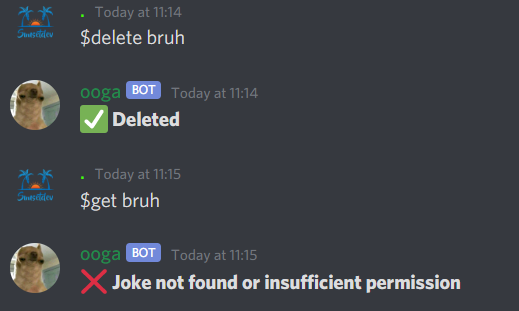 . Today at 11:14
$delete bruh
ooga BOT Today at 11:14
✅ Deleted
. Today at 11:15
$get bruh
ooga BOT Today at 11:15
❌ Joke not found or insufficient permission